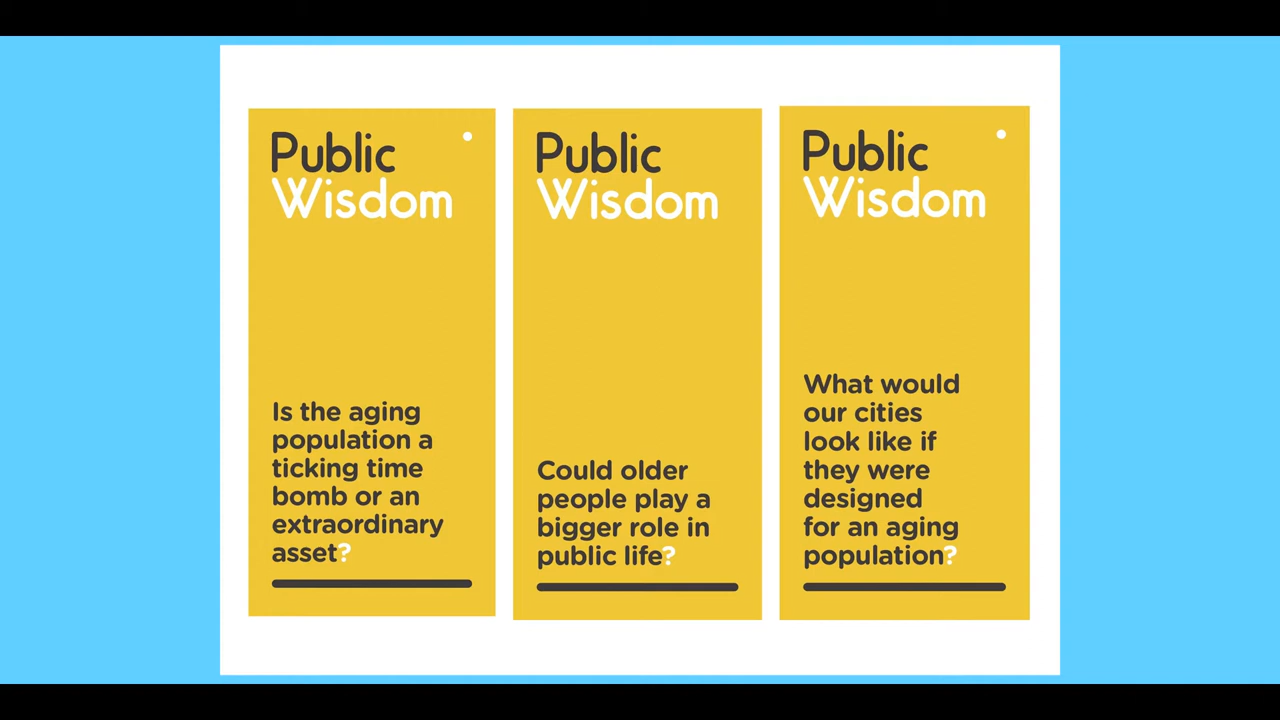 Public
Wisdom
Is the aging
population a
ticking time
bomb or an
extraordinary
asset?
Public
Wisdom
Could older
people play a
bigger role in
public life?
Public
Wisdom
What would
our cities
look like if
they were
designed
for an aging
population?